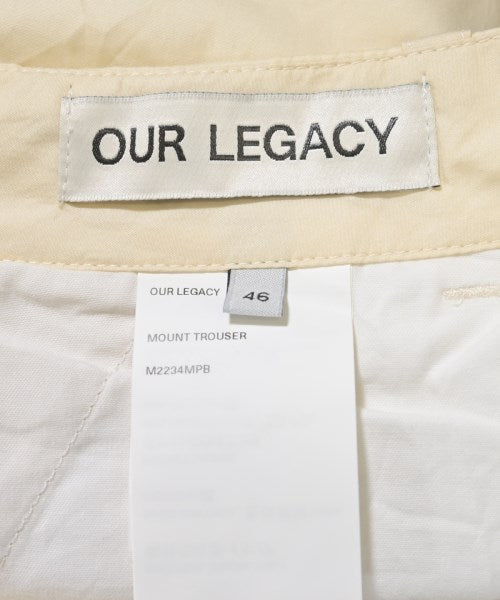 OUR LEGACY
OUR LEGACY
46
MOUNT TROUSER
M2234MPB